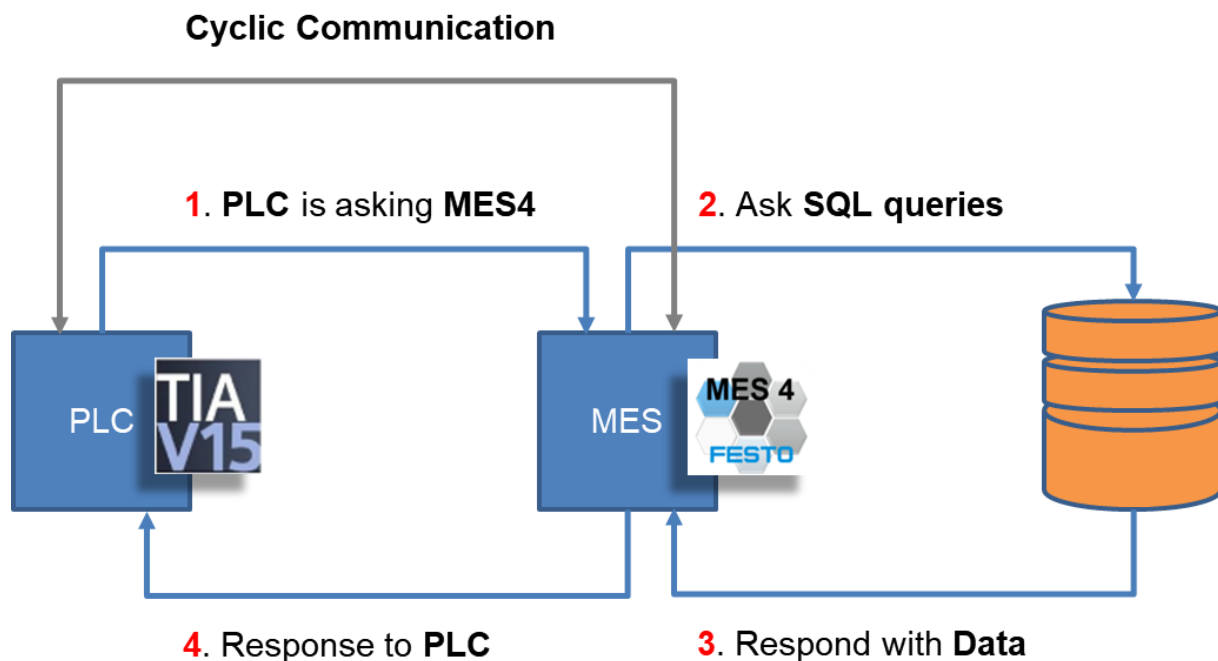 Cyclic Communication
1. PLC is asking MES4
2. Ask SQL queries
PLC
TIA
V15
MES
MES 4
FESTO
4. Response to PLC
3. Respond with Data